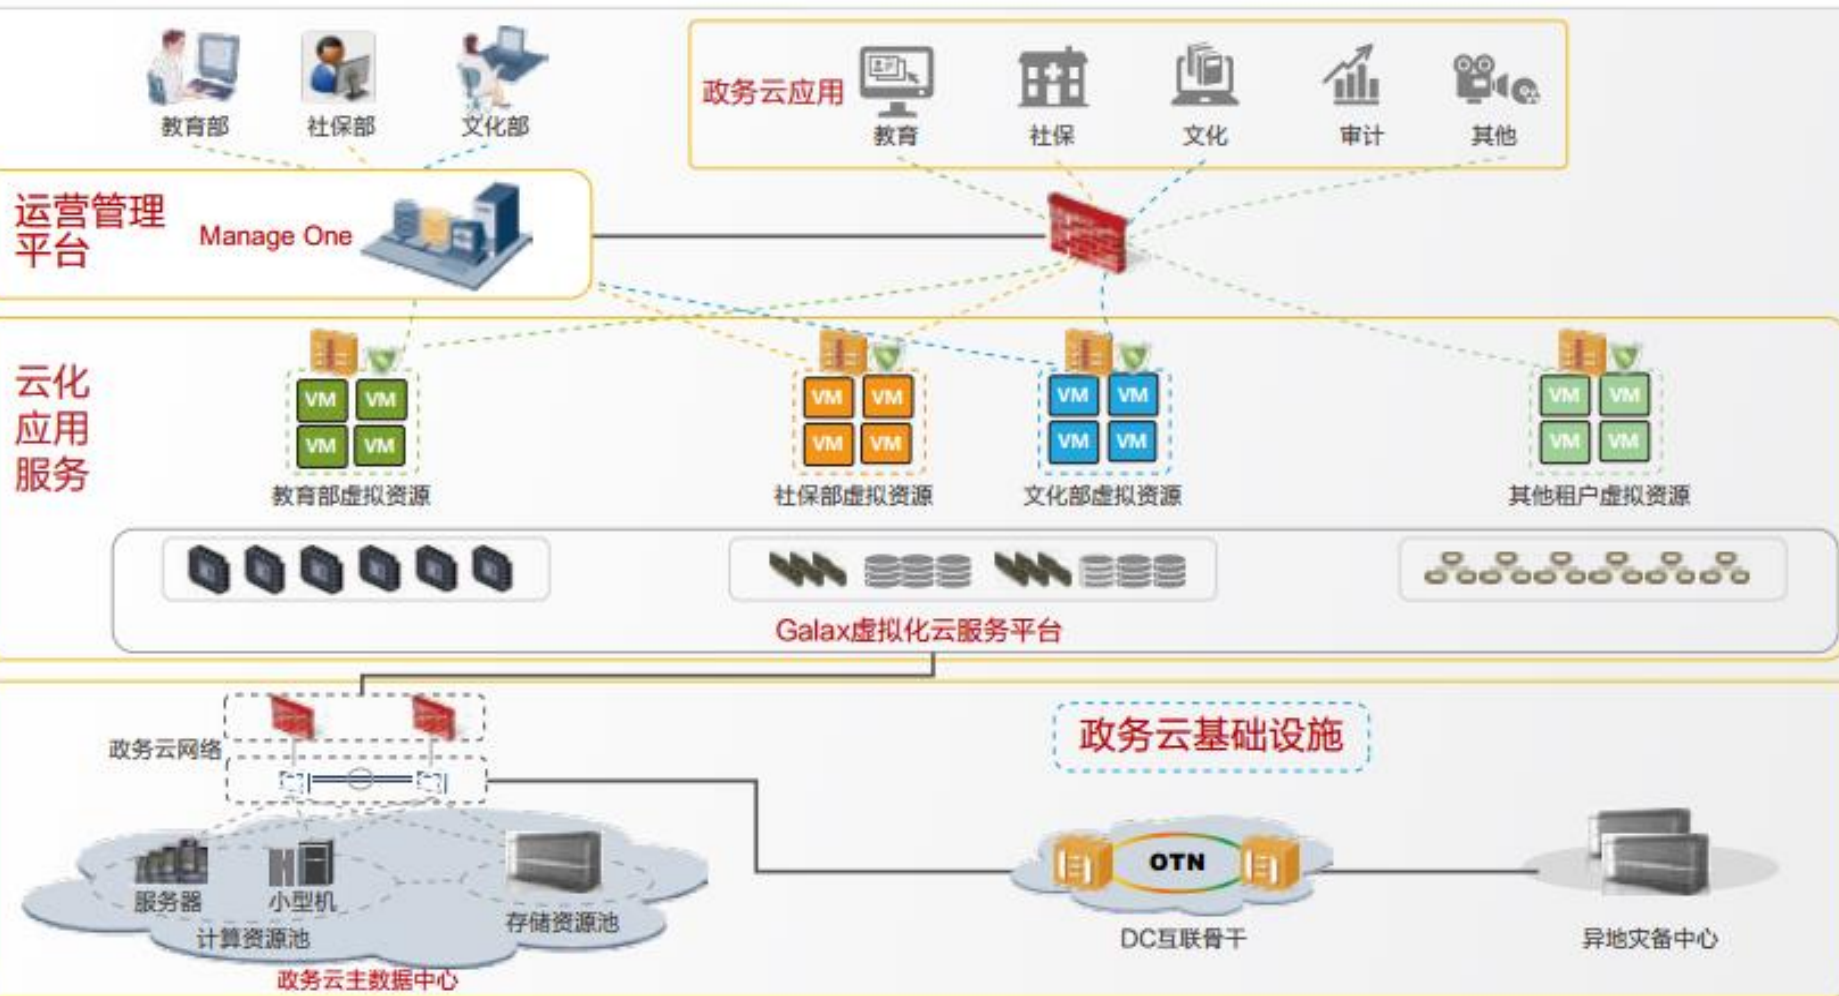 教育部
社保部
文化部
政务云应用
教育
社保
文化
审计
其他
运营管理
平台
Manage One
云化
应用
服务
VM VM
VM VM
教育部虚拟资源
VM VM
VM VM
社保部虚拟资源
VM VM
VM VM
文化部虚拟资源
VM VM
VM VM
其他租户虚拟资源
Galax虚拟化云服务平台
政务云网络
政务云基础设施
服务器
小型机
计算资源池
存储资源池
政务云主数据中心
OTN
DC互联骨干
异地灾备中心